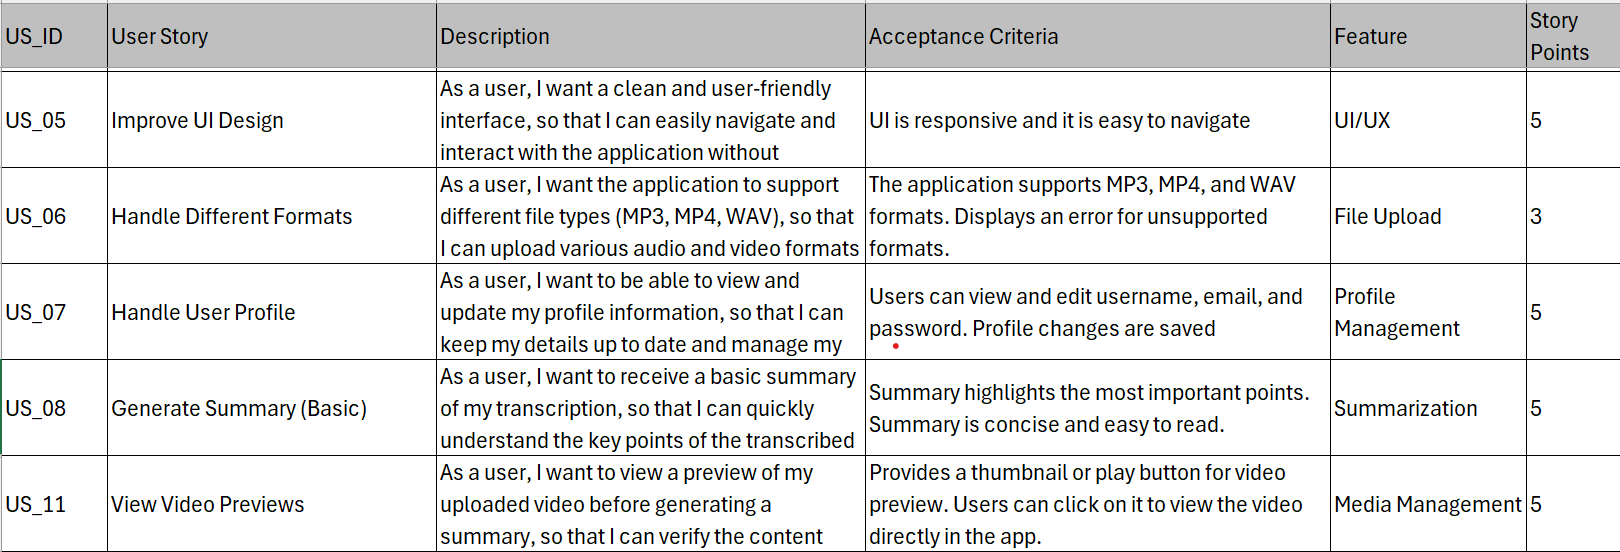 US_ID User Story Description Acceptance Criteria Feature Story Points
US_05 Improve UI Design As a user, I want a clean and user-friendly
interface, so that I can easily navigate and
interact with the application without UI is responsive and it is easy to navigate UI/UX 5
US_06 Handle Different Formats As a user, I want the application to support
different file types (MP3, MP4, WAV), so that
I can upload various audio and video formats The application supports MP3, MP4, and WAV
formats. Displays an error for unsupported
formats. File Upload 3
US_07 Handle User Profile As a user, I want to be able to view and
update my profile information, so that I can
keep my details up to date and manage my Users can view and edit username, email, and
password. Profile changes are saved Profile
Management 5
US_08 Generate Summary (Basic) As a user, I want to receive a basic summary
of my transcription, so that I can quickly
understand the key points of the transcribed Summary highlights the most important points.
Summary is concise and easy to read. Summarization 5
US_11 View Video Previews As a user, I want to view a preview of my
uploaded video before generating a
summary, so that I can verify the content Provides a thumbnail or play button for video
preview. Users can click on it to view the video
directly in the app. Media Management 5